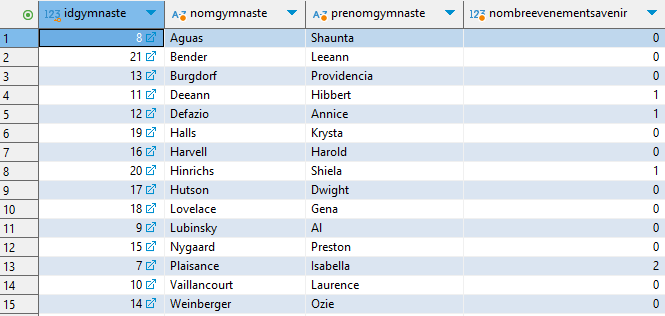 123 idgymnaste A-Z nomgymnaste A-Z prenomgymnaste 123 nombreevenementsavenir
1 8 Aguas Shaunta 0
2 21 Bender Leeann 0
3 13 Burgdorf Providencia 0
4 11 Deeann Hibbert 1
5 12 Defazio Annice 1
6 19 Halls Krysta 0
7 16 Harvell Harold 0
8 20 Hinrichs Shiela 1
9 17 Hutson Dwight 0
10 18 Lovelace Gena 0
11 9 Lubinsky Al 0
12 15 Nygaard Preston 0
13 7 Plaisance Isabella 2
14 10 Vaillancourt Laurence 0
15 14 Weinberger Ozie 0